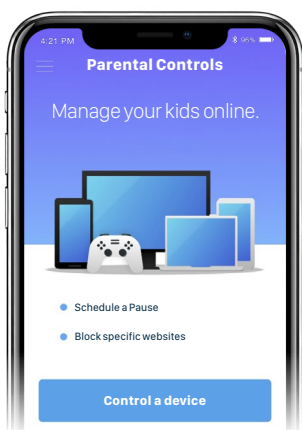 4:21 PM
96%
Parental Controls
Manage your kids online.
Schedule a Pause
Block specific websites
Control a device